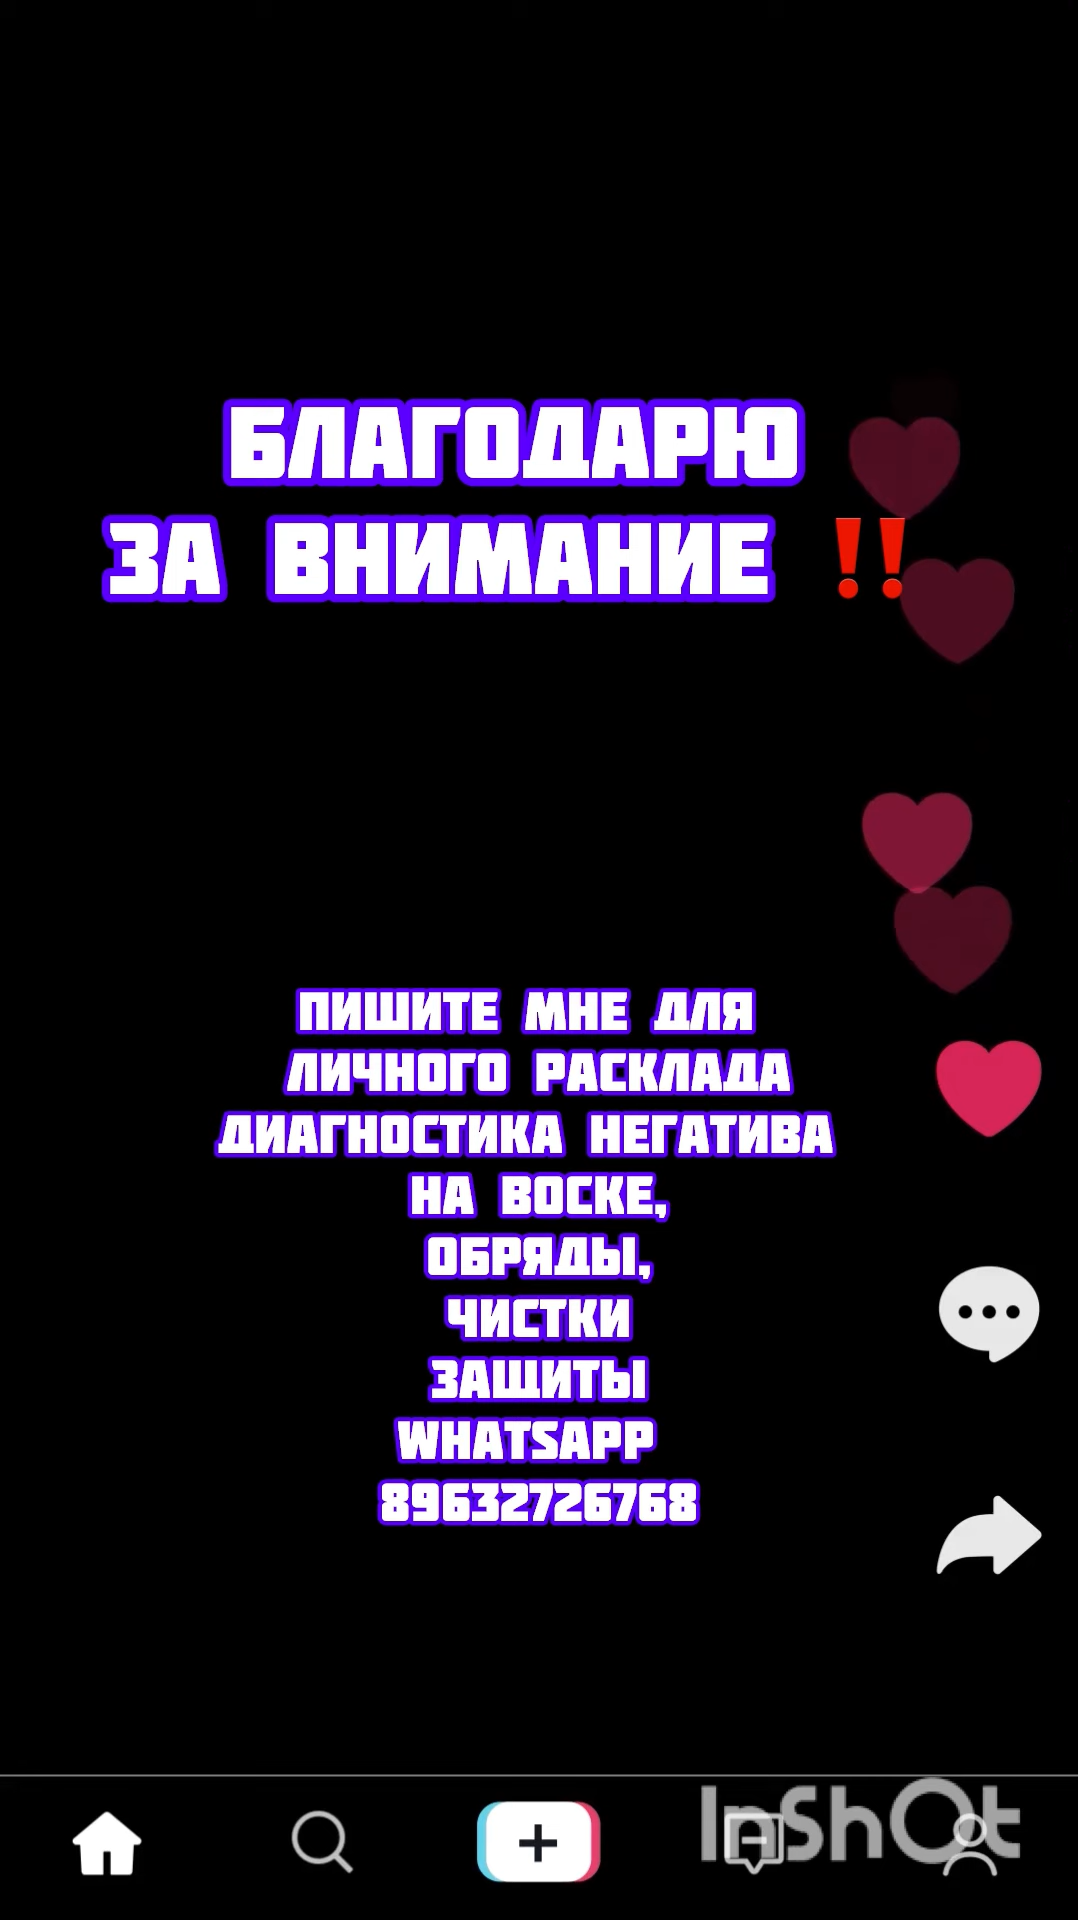 БЛАГОДАРЮ
ЗА ВНИМАНИЕ ‼️
ПИШИТЕ МНЕ ДЛЯ
ЛИЧНОГО РАСКЛАДА
ДИАГНОСТИКА НЕГАТИВА
НА ВОСКЕ,
ОБРЯДЫ,
ЧИСТКИ
ЗАЩИТЫ
WHATSAPP
89632726768
InShOt